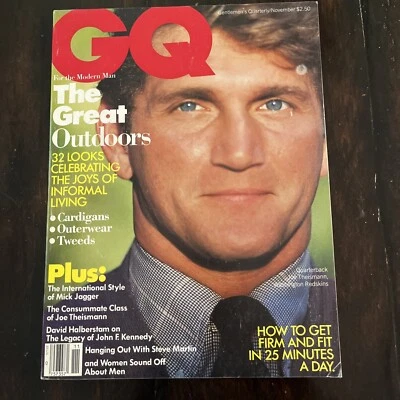 GQ
Gentlemen's Quarterly/November $2.50
For the Modern Man
The
Great
Outdoors
32 LOOKS
CELEBRATING
THE JOYS OF
INFORMAL
LIVING
• Cardigans
• Outerwear
• Tweeds
Quarterback
Joe Theismann,
Washington Redskins
Plus:
The International Style
of Mick Jagger
The Consummate Class
of Joe Theismann
David Halberstam on
The Legacy of John F. Kennedy
Hanging Out With Steve Martin
and Women Sound Off
About Men
HOW TO GET
FIRM AND FIT
IN 25 MINUTES
A DAY.
11